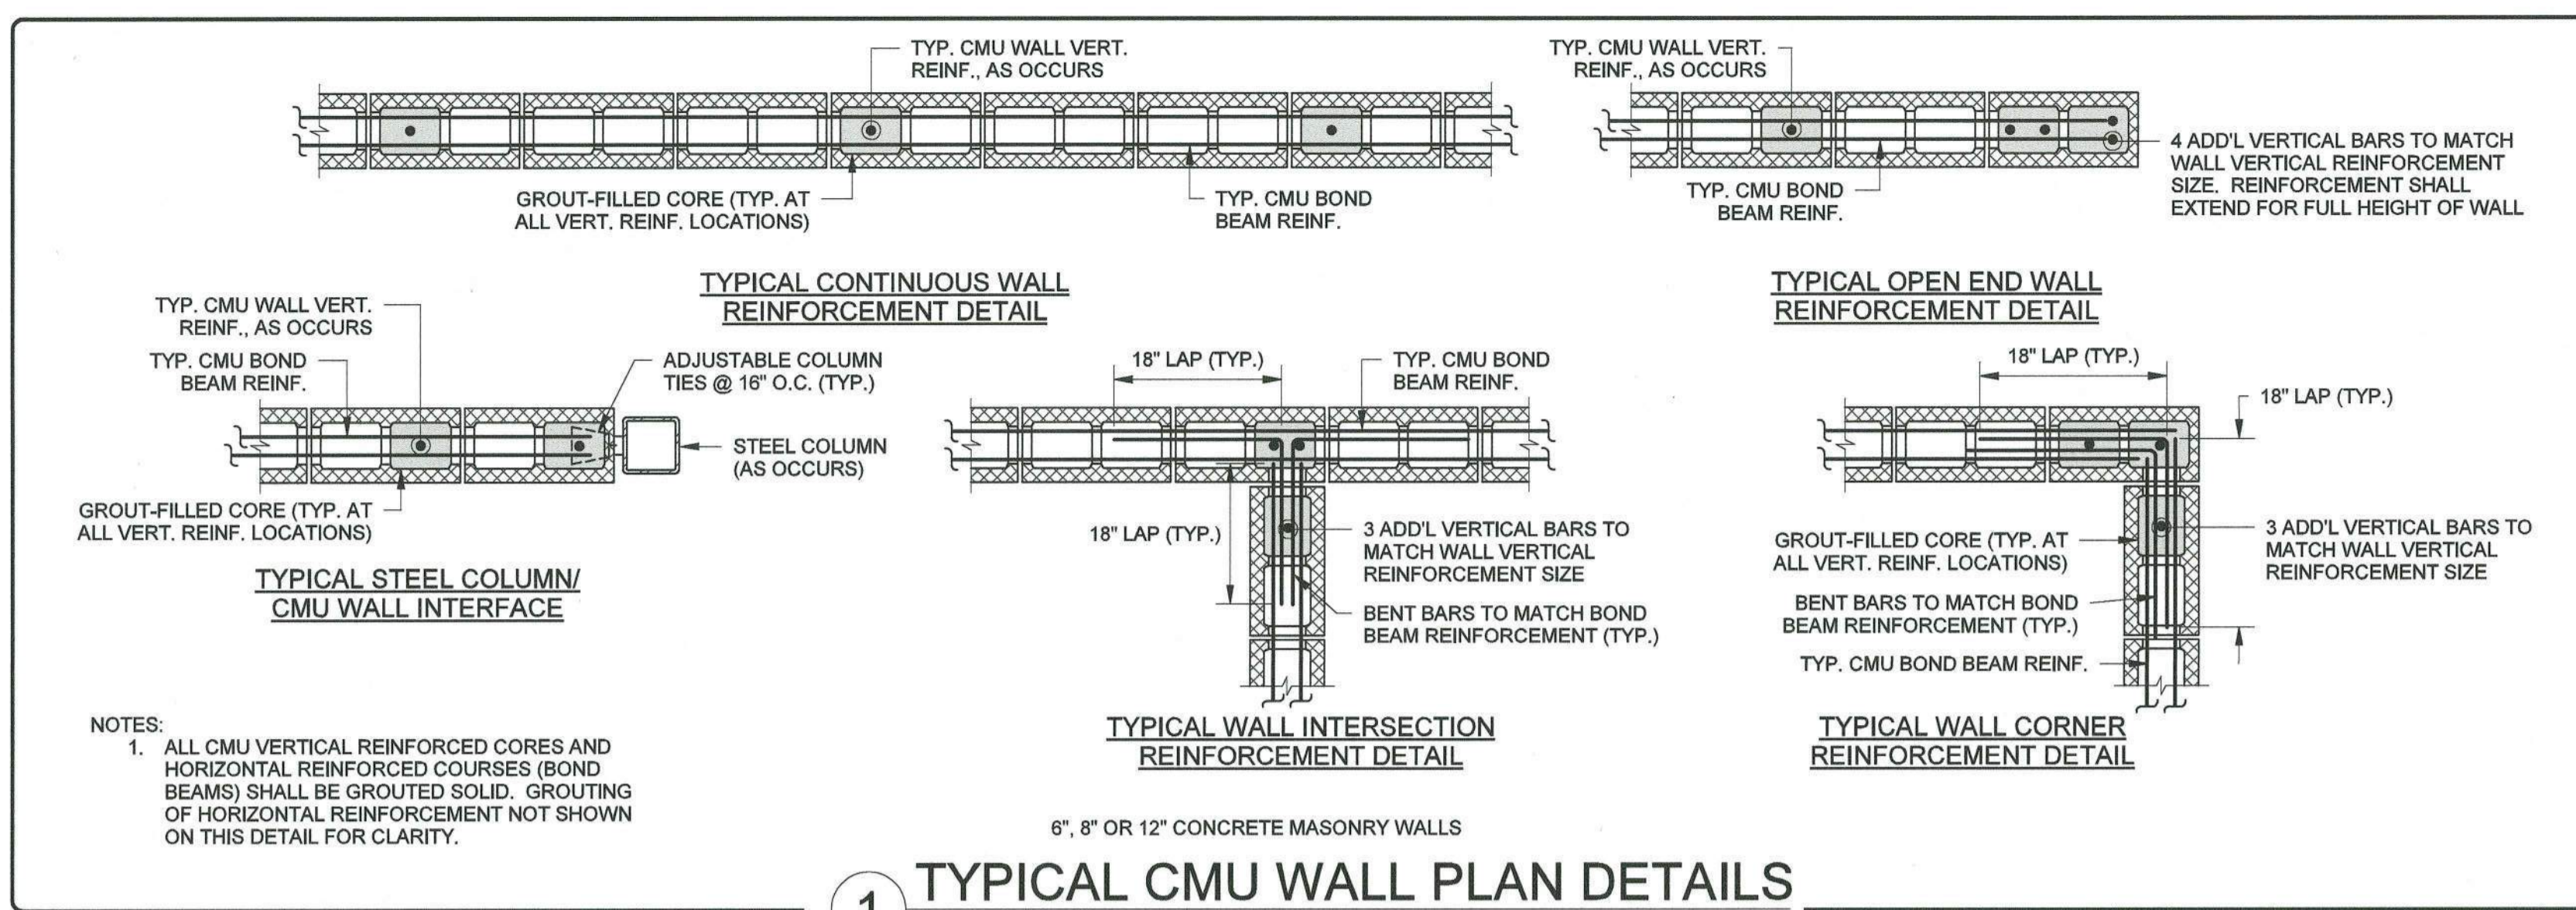 TYP. CMU WALL VERT.
REINF., AS OCCURS
GROUT-FILLED CORE (TYP. AT
ALL VERT. REINF. LOCATIONS)
TYP. CMU BOND
BEAM REINF.
TYPICAL CONTINUOUS WALL
REINFORCEMENT DETAIL
TYP. CMU WALL VERT.
REINF., AS OCCURS
TYP. CMU BOND
BEAM REINF.
4 ADD'L VERTICAL BARS TO MATCH
WALL VERTICAL REINFORCEMENT
SIZE. REINFORCEMENT SHALL
EXTEND FOR FULL HEIGHT OF WALL
TYPICAL OPEN END WALL
REINFORCEMENT DETAIL
TYP. CMU WALL VERT.
REINF., AS OCCURS
TYP. CMU BOND
BEAM REINF.
ADJUSTABLE COLUMN
TIES @ 16" O.C. (TYP.)
STEEL COLUMN
(AS OCCURS)
GROUT-FILLED CORE (TYP. AT
ALL VERT. REINF. LOCATIONS)
TYPICAL STEEL COLUMN/
CMU WALL INTERFACE
18" LAP (TYP.)
TYP. CMU BOND
BEAM REINF.
18" LAP (TYP.)
3 ADD'L VERTICAL BARS TO
MATCH WALL VERTICAL
REINFORCEMENT SIZE
BENT BARS TO MATCH BOND
BEAM REINFORCEMENT (TYP.)
TYPICAL WALL INTERSECTION
REINFORCEMENT DETAIL
18" LAP (TYP.)
18" LAP (TYP.)
GROUT-FILLED CORE (TYP. AT
ALL VERT. REINF. LOCATIONS)
3 ADD'L VERTICAL BARS TO
MATCH WALL VERTICAL
REINFORCEMENT SIZE
BENT BARS TO MATCH BOND
BEAM REINFORCEMENT (TYP.)
TYP. CMU BOND BEAM REINF.
TYPICAL WALL CORNER
REINFORCEMENT DETAIL
NOTES:
1. ALL CMU VERTICAL REINFORCED CORES AND
HORIZONTAL REINFORCED COURSES (BOND
BEAMS) SHALL BE GROUTED SOLID. GROUTING
OF HORIZONTAL REINFORCEMENT NOT SHOWN
ON THIS DETAIL FOR CLARITY.
6", 8" OR 12" CONCRETE MASONRY WALLS
1 TYPICAL CMU WALL PLAN DETAILS